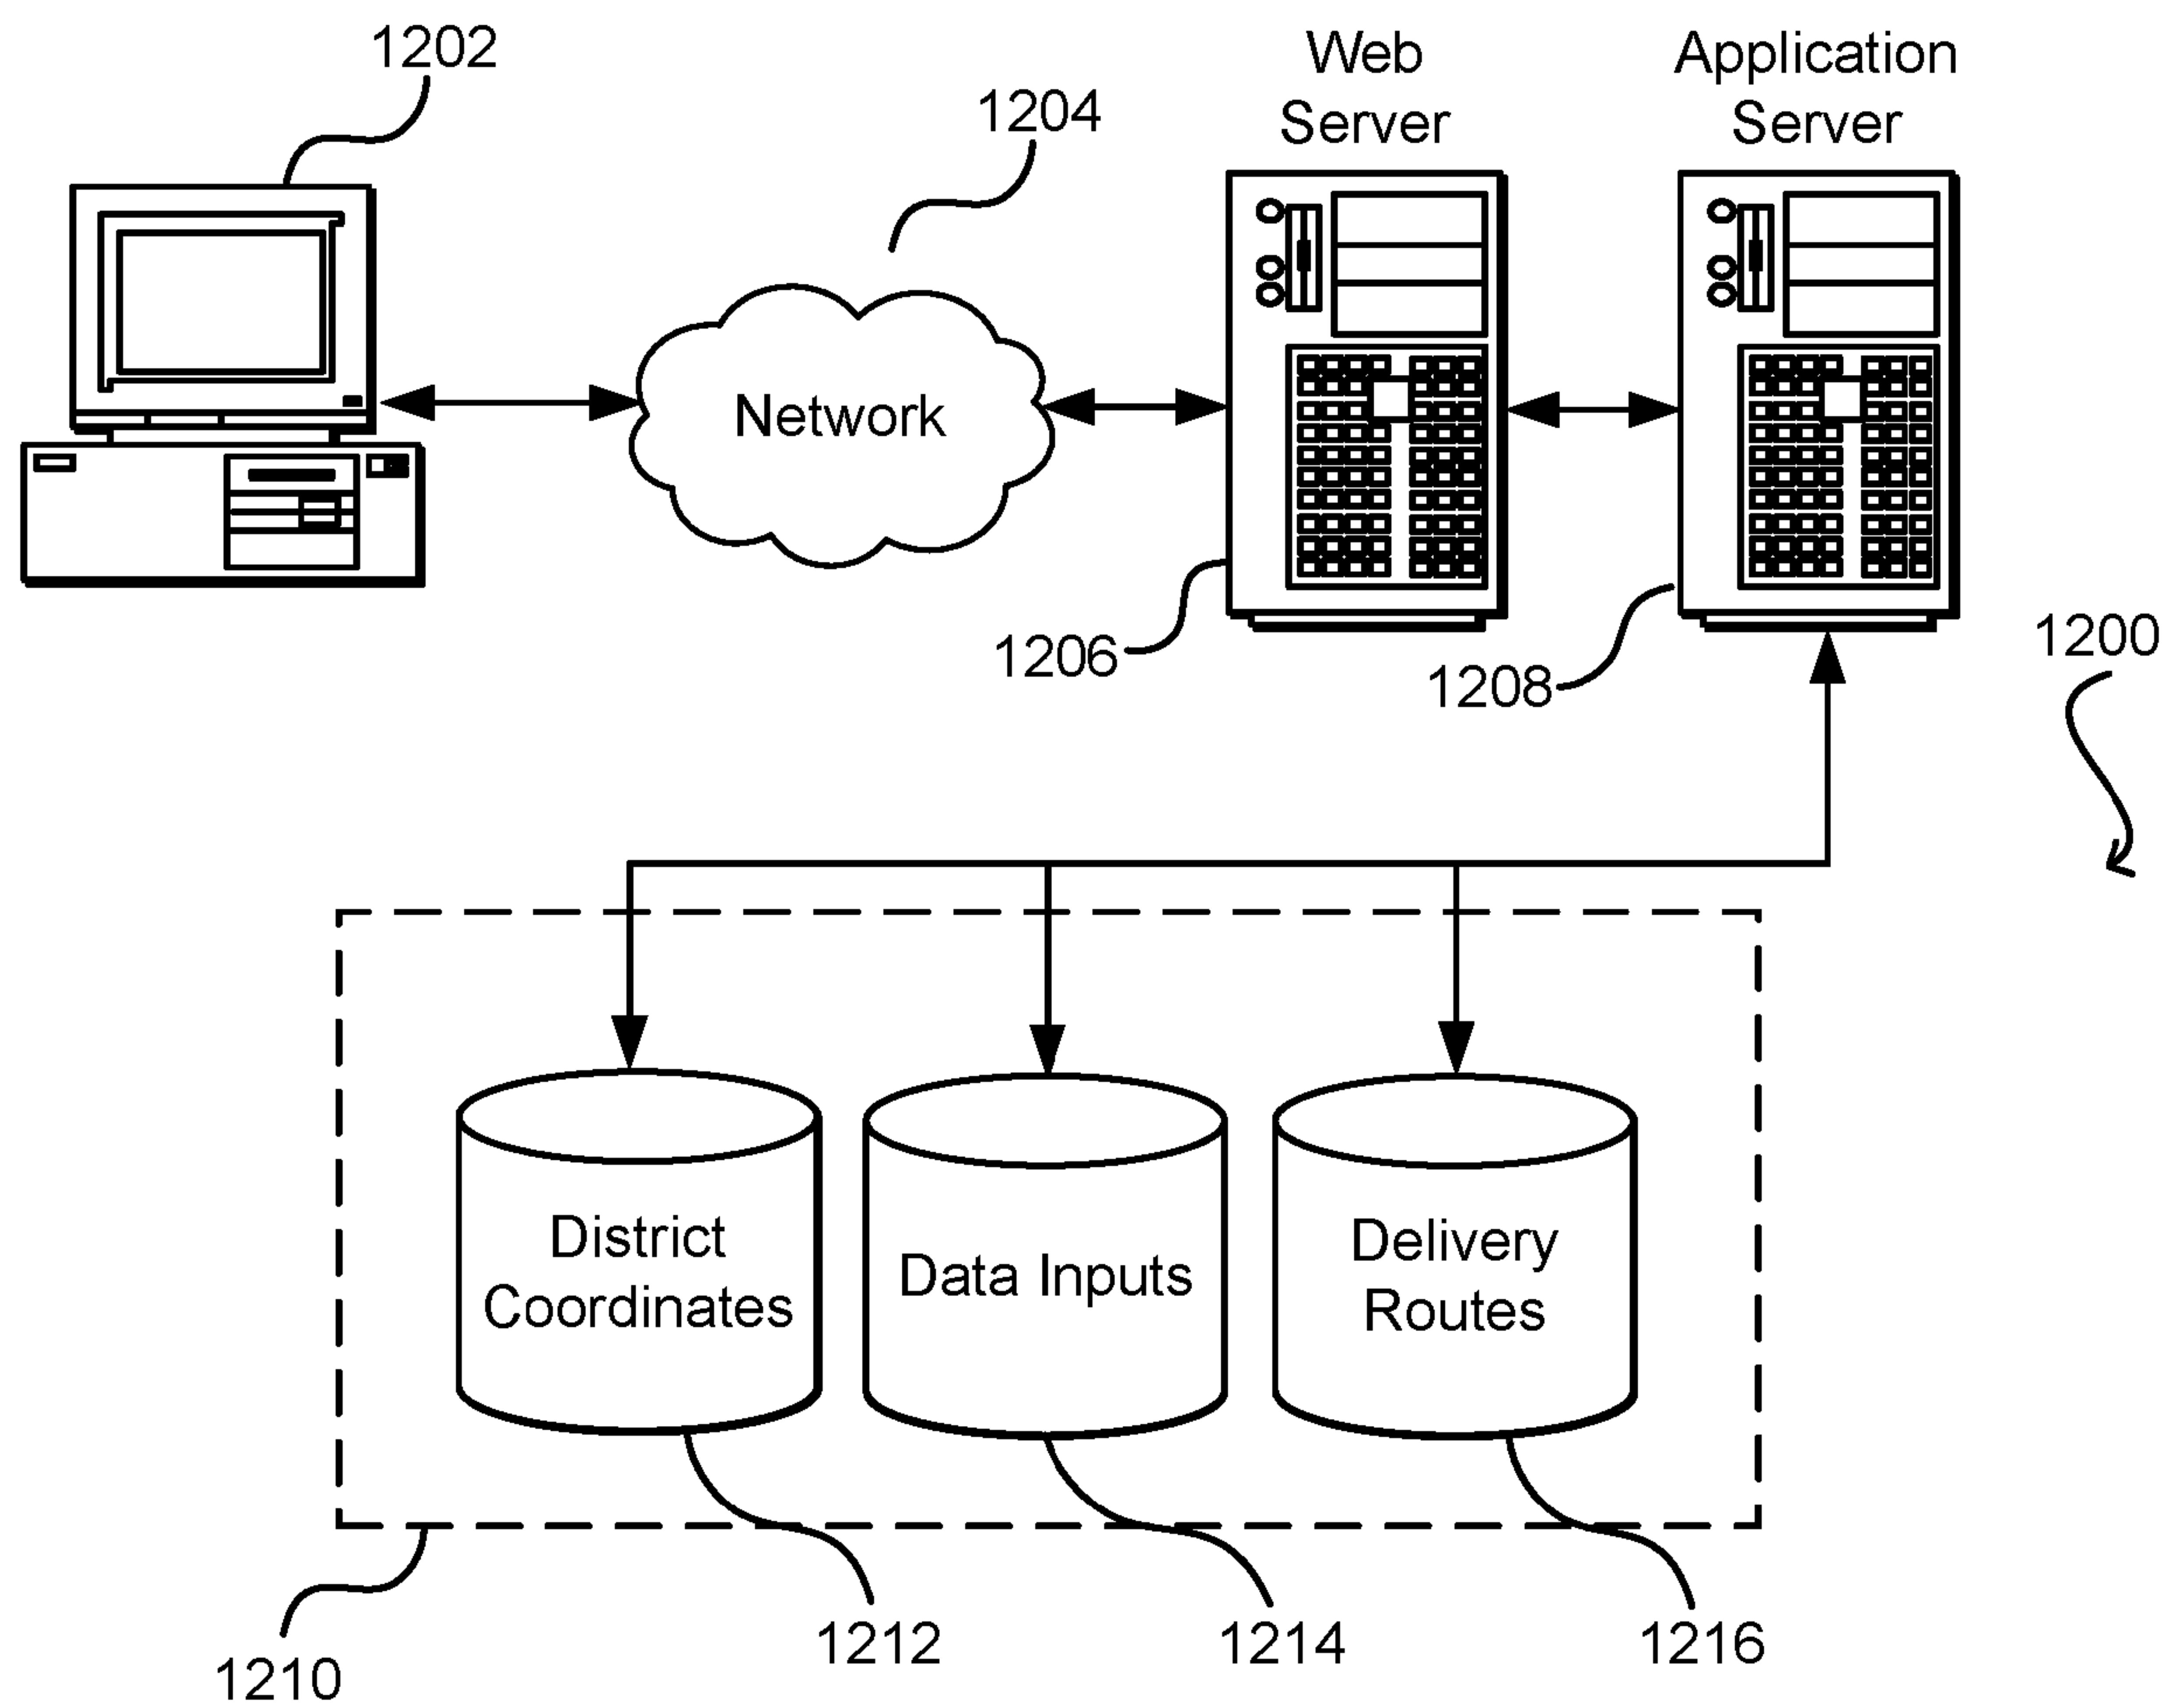 1202
1204
Web
Server
Application
Server
Network
1206
1208
1200
District
Coordinates
Data Inputs
Delivery
Routes
1210
1212
1214
1216